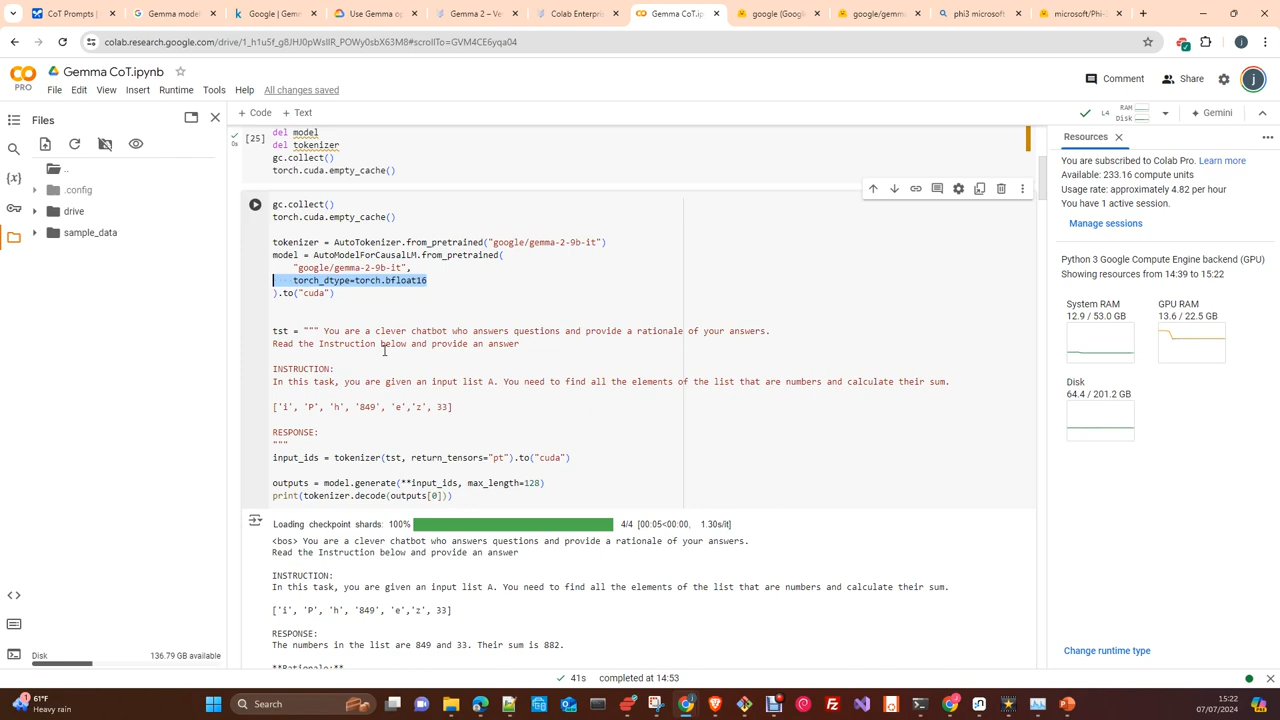 CoT Prompts (
Google model
Google | Gemm
Use Gemma op
Gemma 2 – Ve
Colab Enterpris
Gemma CoT.ip
google (Google
google/gemma
phi3 microsoft
microsoft/Phi-
colab.research.google.com/drive/1_h1u5f_g8JHJ0pWsIlR_POWy0sbX63M8#scrollTo=GVM4CE6yqa04
Gemma CoT.ipynb
PRO
File Edit View Insert Runtime Tools Help All changes saved
Comment Share j
Files
+ Code + Text
L4 RAM Disk Gemini
..
.config
drive
sample_data
Disk 136.79 GB available
[25]
0s
del model
del tokenizer
gc.collect()
torch.cuda.empty_cache()
gc.collect()
torch.cuda.empty_cache()
tokenizer = AutoTokenizer.from_pretrained("google/gemma-2-9b-it")
model = AutoModelForCausalLM.from_pretrained(
"google/gemma-2-9b-it",
torch_dtype=torch.bfloat16
).to("cuda")
tst = """ You are a clever chatbot who answers questions and provide a rationale of your answers.
Read the Instruction below and provide an answer
INSTRUCTION:
In this task, you are given an input list A. You need to find all the elements of the list that are numbers and calculate their sum.
['i', 'P', 'h', '849', 'e','z', 33]
RESPONSE:
"""
input_ids = tokenizer(tst, return_tensors="pt").to("cuda")
outputs = model.generate(**input_ids, max_length=128)
print(tokenizer.decode(outputs[0]))
Loading checkpoint shards: 100% 4/4 [00:05<00:00, 1.30s/it]
<bos> You are a clever chatbot who answers questions and provide a rationale of your answers.
Read the Instruction below and provide an answer
INSTRUCTION:
In this task, you are given an input list A. You need to find all the elements of the list that are numbers and calculate their sum.
['i', 'P', 'h', '849', 'e','z', 33]
RESPONSE:
The numbers in the list are 849 and 33. Their sum is 882.
**Rationale:**
Resources
You are subscribed to Colab Pro. Learn more
Available: 233.16 compute units
Usage rate: approximately 4.82 per hour
You have 1 active session.
Manage sessions
Python 3 Google Compute Engine backend (GPU)
Showing resources from 14:39 to 15:22
System RAM
12.9 / 53.0 GB
GPU RAM
13.6 / 22.5 GB
Disk
64.4 / 201.2 GB
Change runtime type
41s completed at 14:53
61°F
Heavy rain
Search
15:22
07/07/2024